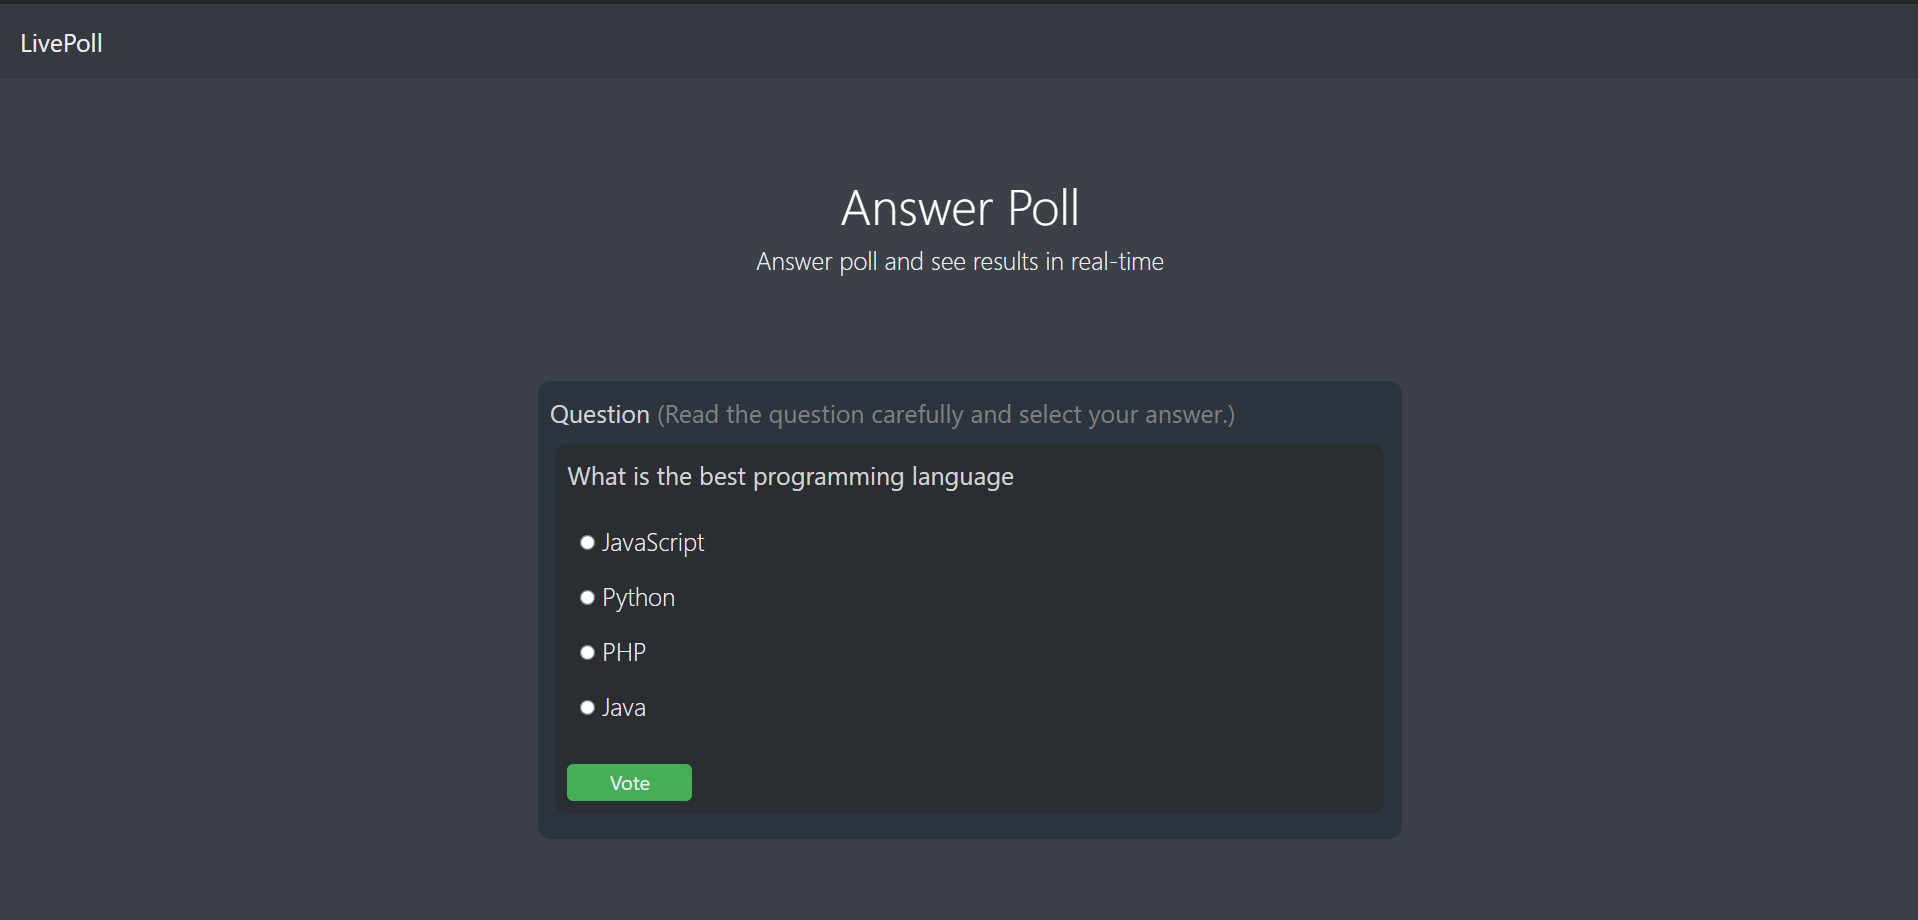 LivePoll
Answer Poll
Answer poll and see results in real-time
Question (Read the question carefully and select your answer.)
What is the best programming language
JavaScript
Python
PHP
Java
Vote